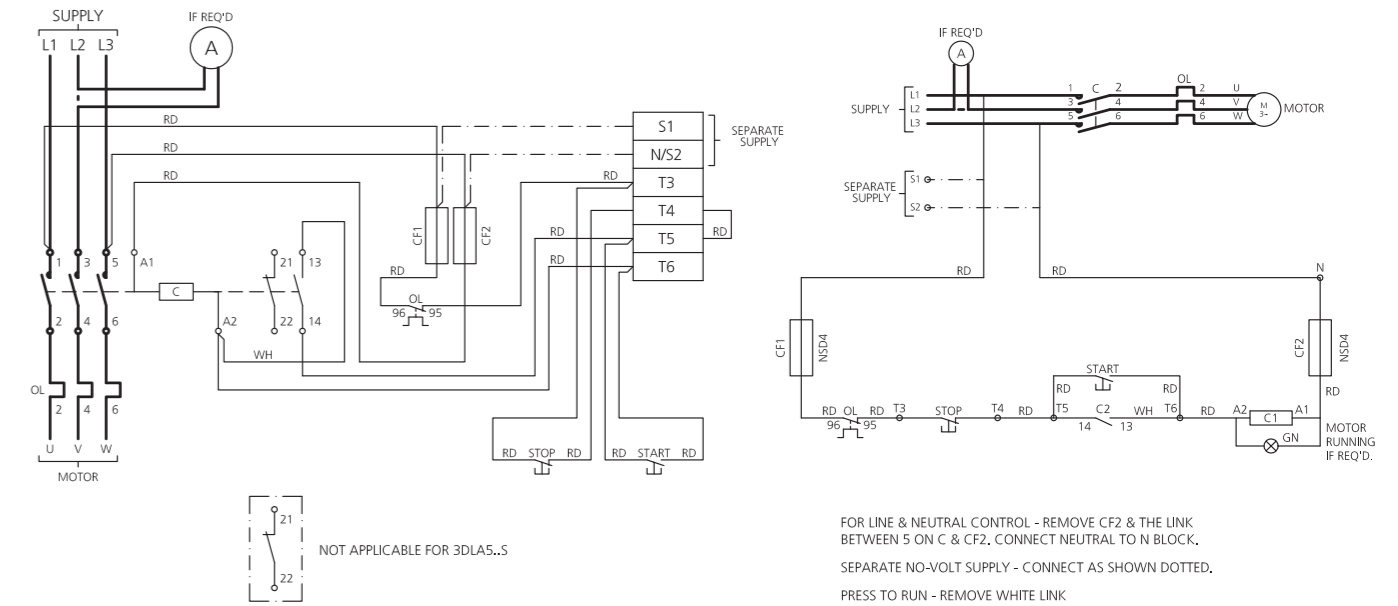 SUPPLY
IF REQ'D
L1 L2 L3
A
RD
RD
RD
S1
N/S2
SEPARATE
SUPPLY
RD
T3
T4
RD
T5
RD
RD
T6
CF1
CF2
1 3 5 A1
21 13
RD
OL
96 95
C
2 4 6
A2
22 14
WH
OL
2 4 6
U V W
MOTOR
RD STOP RD
RD START RD
21
22
NOT APPLICABLE FOR 3DLA5..S
IF REQ'D
A
SUPPLY
L1
L2
L3
1 C 2
3 4
5 6
OL
2 U
4 V
6 W
M
3~
MOTOR
SEPARATE
SUPPLY
S1
S2
RD
RD
N
CF1
NSD4
CF2
NSD4
START
RD
RD
RD
RD OL RD T3 STOP T4 RD T5 C2 WH T6 RD A2 C1 A1
96 95
14 13
GN
MOTOR
RUNNING
IF REQ'D.
FOR LINE & NEUTRAL CONTROL - REMOVE CF2 & THE LINK
BETWEEN 5 ON C & CF2. CONNECT NEUTRAL TO N BLOCK.
SEPARATE NO-VOLT SUPPLY - CONNECT AS SHOWN DOTTED.
PRESS TO RUN - REMOVE WHITE LINK